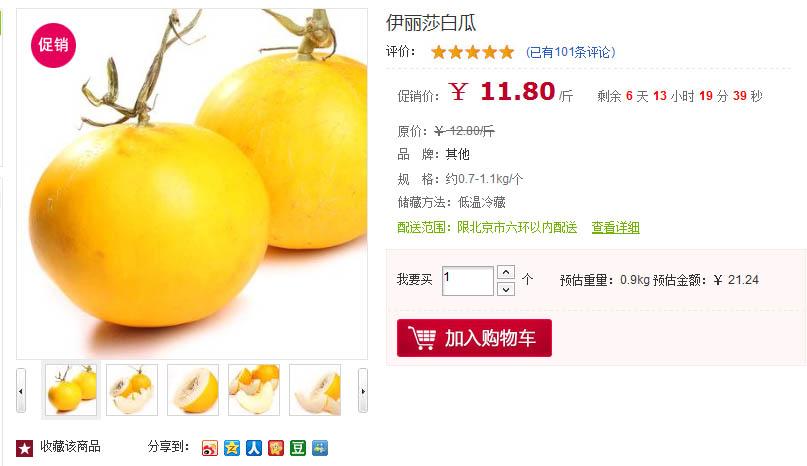 促销
伊丽莎白瓜
评价： (已有101条评论)
促销价：￥ 11.80 /斤 剩余 6 天 13 小时 19 分 39 秒
原价：￥ 12.80/斤
品 牌：其他
规 格：约0.7-1.1kg/个
储藏方法：低温冷藏
配送范围：限北京市六环以内配送 查看详细
我要买 1 个 预估重量：0.9kg 预估金额：￥ 21.24
加入购物车
收藏该商品 分享到： 人 豆